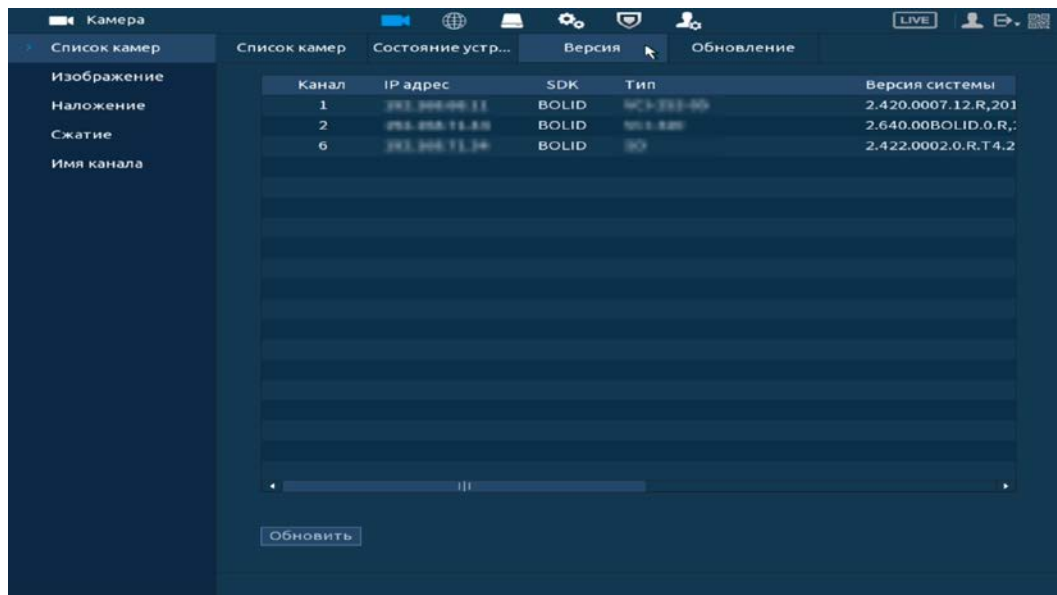 Камера LIVE
Список камер Список камер Состояние устр... Версия Обновление
Изображение
Канал IP адрес SDK Тип Версия системы
Наложение
1 BOLID 2.420.0007.12.R,201
2 BOLID 2.640.00BOLID.0.R,
Сжатие
6 BOLID 2.422.0002.0.R.T4.2
Имя канала
Обновить